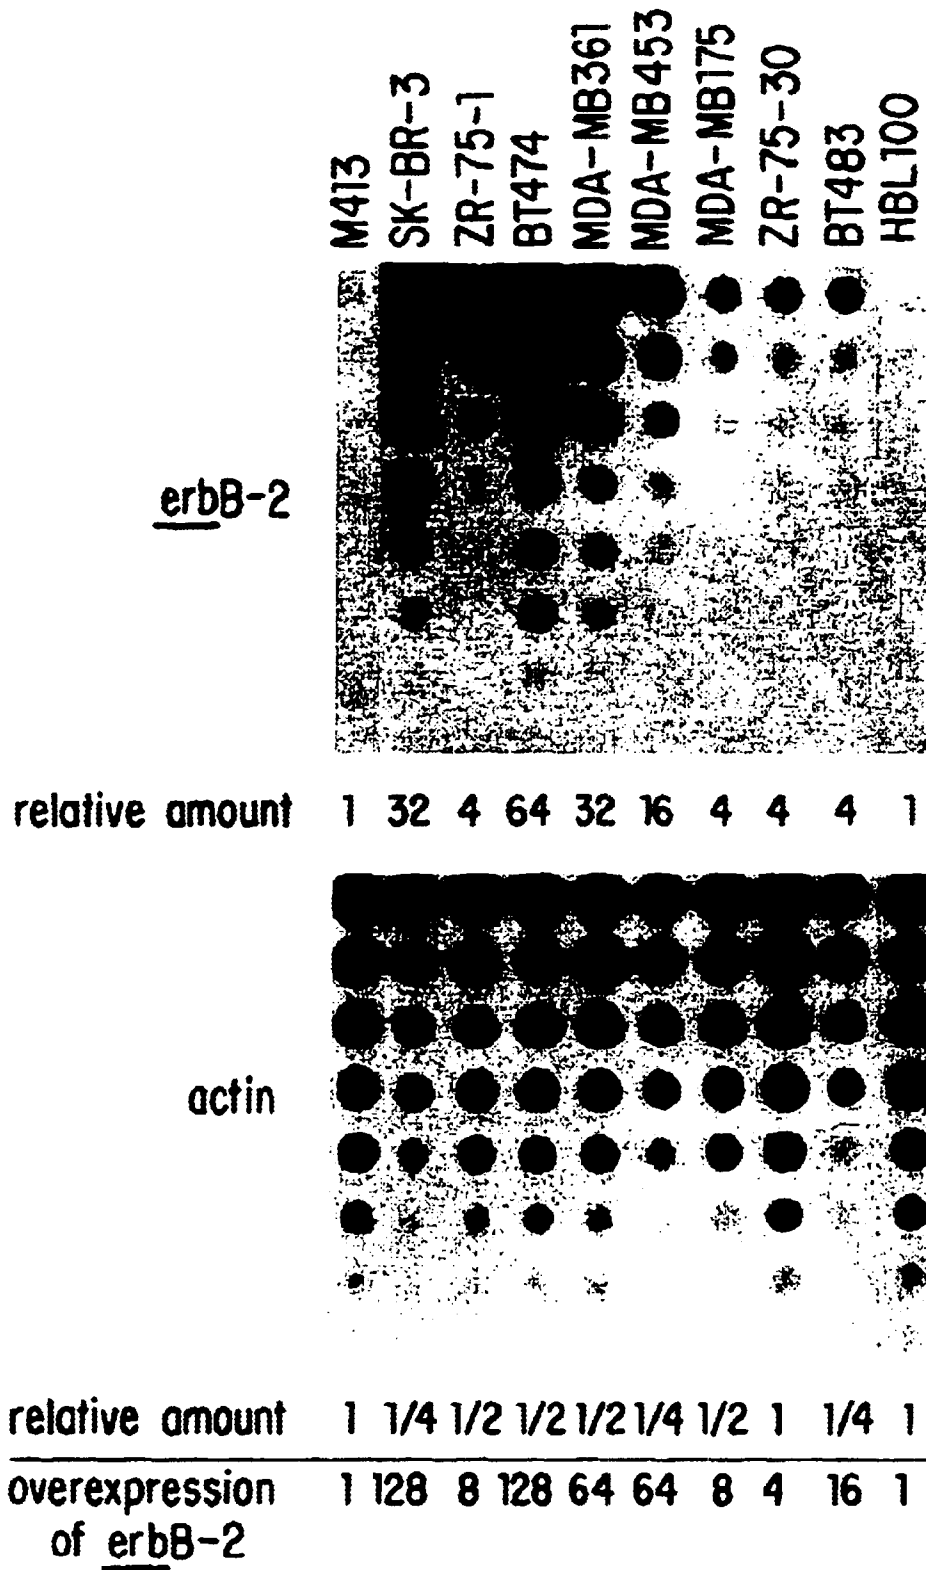 M413
SK-BR-3
ZR-75-1
BT474
MDA-MB361
MDA-MB453
MDA-MB175
ZR-75-30
BT483
HBL100
erbB-2
relative amount 1 32 4 64 32 16 4 4 4 1
actin
relative amount 1 1/4 1/2 1/2 1/2 1/4 1/2 1 1/4 1
overexpression 1 128 8 128 64 64 8 4 16 1
of erbB-2